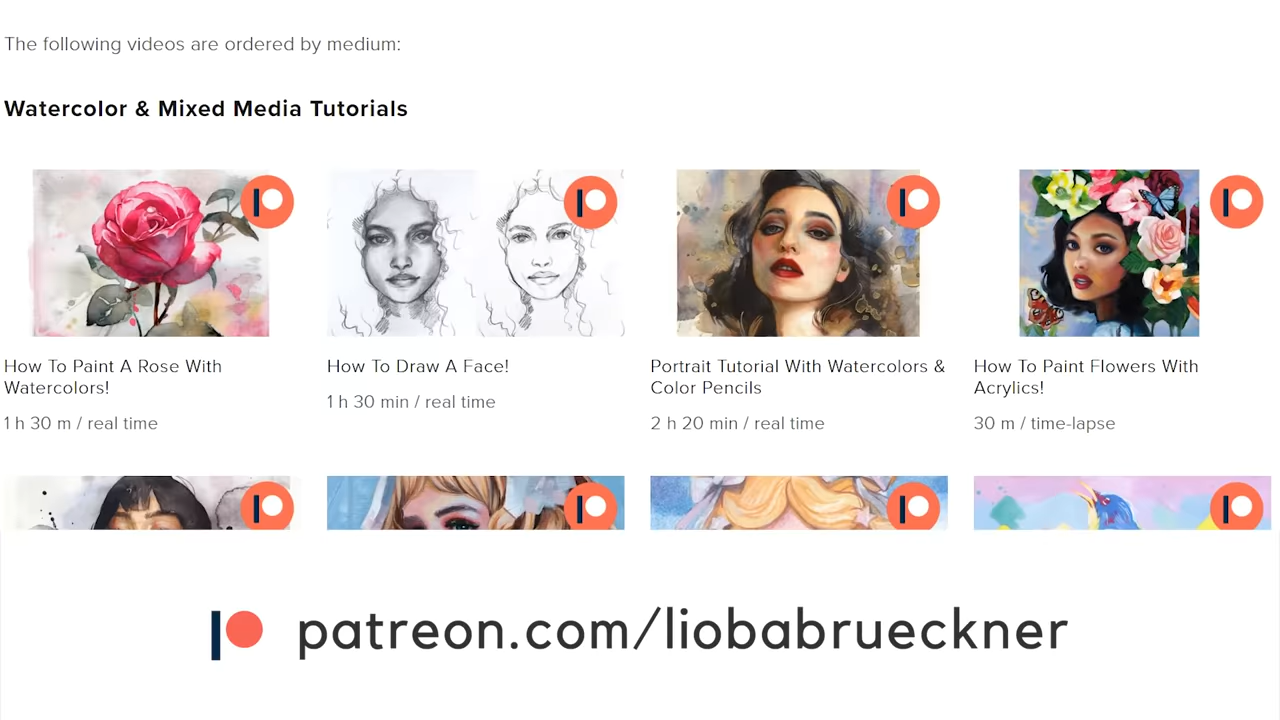 The following videos are ordered by medium:
Watercolor & Mixed Media Tutorials
How To Paint A Rose With
Watercolors!
1 h 30 m / real time
How To Draw A Face!
1 h 30 min / real time
Portrait Tutorial With Watercolors &
Color Pencils
2 h 20 min / real time
How To Paint Flowers With
Acrylics!
30 m / time-lapse
patreon.com/liobabrueckner